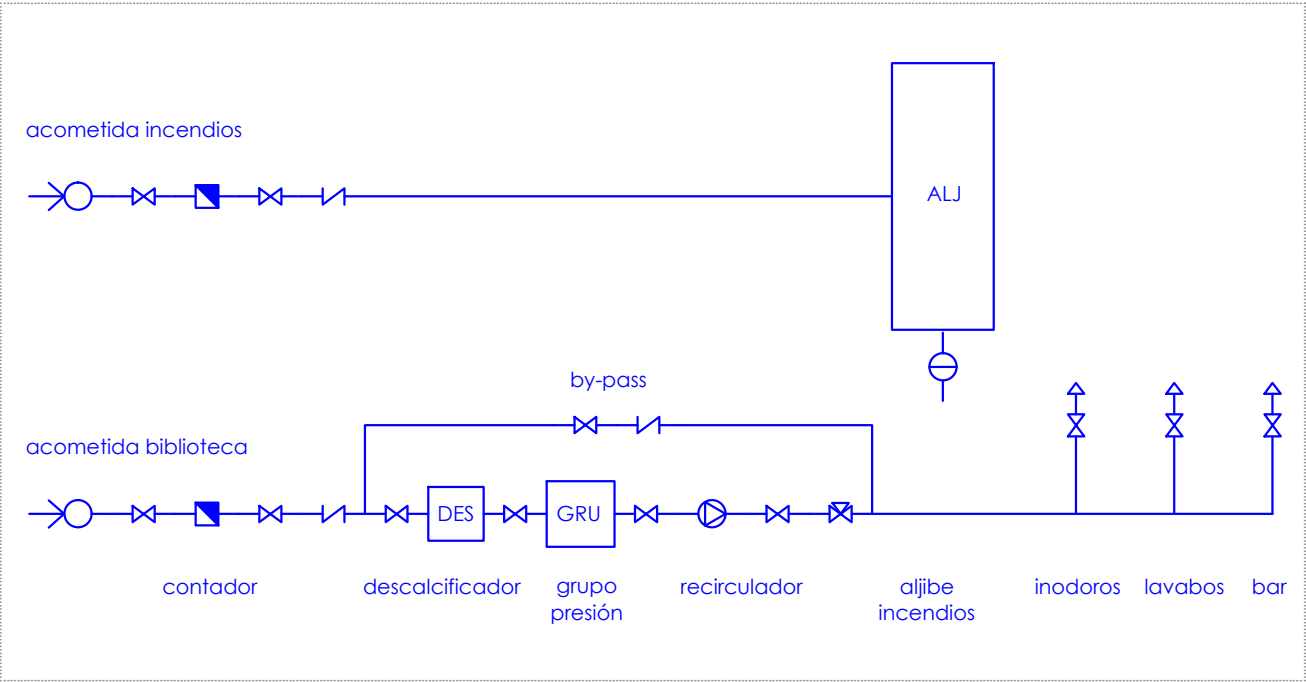 acometida incendios
ALJ
by-pass
acometida biblioteca
DES
GRU
contador
descalcificador
grupo
presión
recirculador
aljibe
incendios
inodoros
lavabos
bar